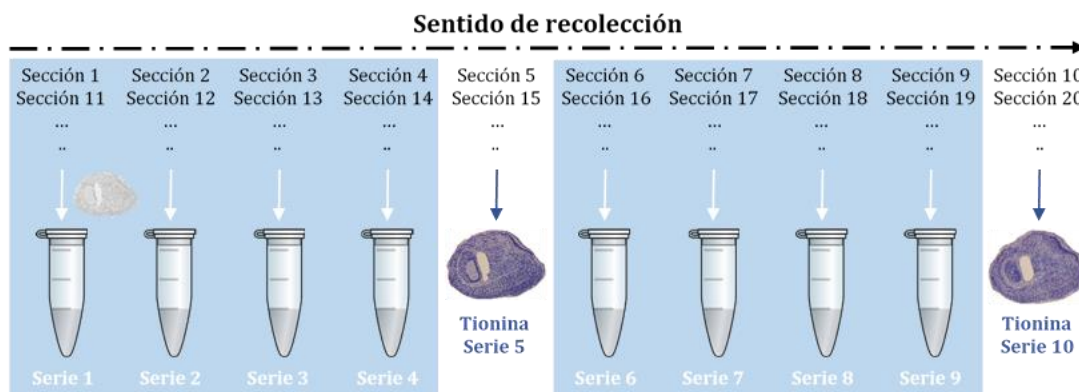 Sentido de recolección
Sección 1 Sección 2 Sección 3 Sección 4 Sección 5 Sección 6 Sección 7 Sección 8 Sección 9 Sección 10
Sección 11 Sección 12 Sección 13 Sección 14 Sección 15 Sección 16 Sección 17 Sección 18 Sección 19 Sección 20
... ... ... ... ... ... ... ... ... ...
.. .. .. .. .. .. .. .. .. ..
Tionina Tionina
Serie 1 Serie 2 Serie 3 Serie 4 Serie 5 Serie 6 Serie 7 Serie 8 Serie 9 Serie 10